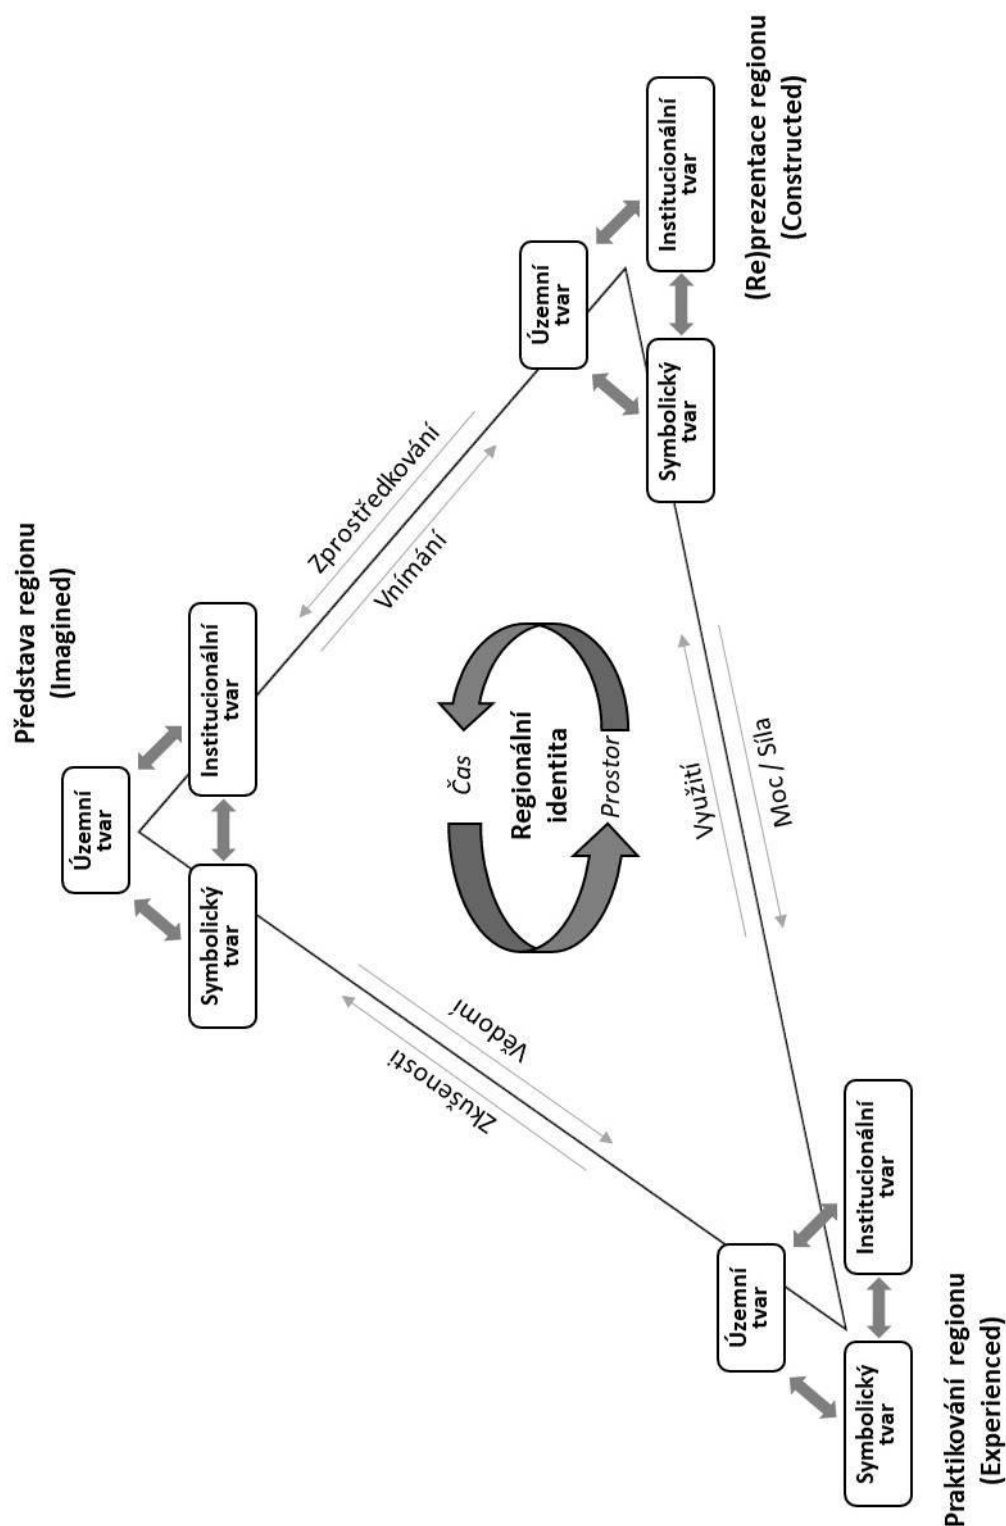 Představa regionu
(Imagined)
Územní
tvar
Symbolický
tvar
Institucionální
tvar
Zkušenosti
Vědomí
Zprostředkování
Vnímání
Čas
Regionální
identita
Prostor
Využití
Moc / Síla
Územní
tvar
Symbolický
tvar
Institucionální
tvar
Praktikování regionu
(Experienced)
Územní
tvar
Symbolický
tvar
Institucionální
tvar
(Re)prezentace regionu
(Constructed)